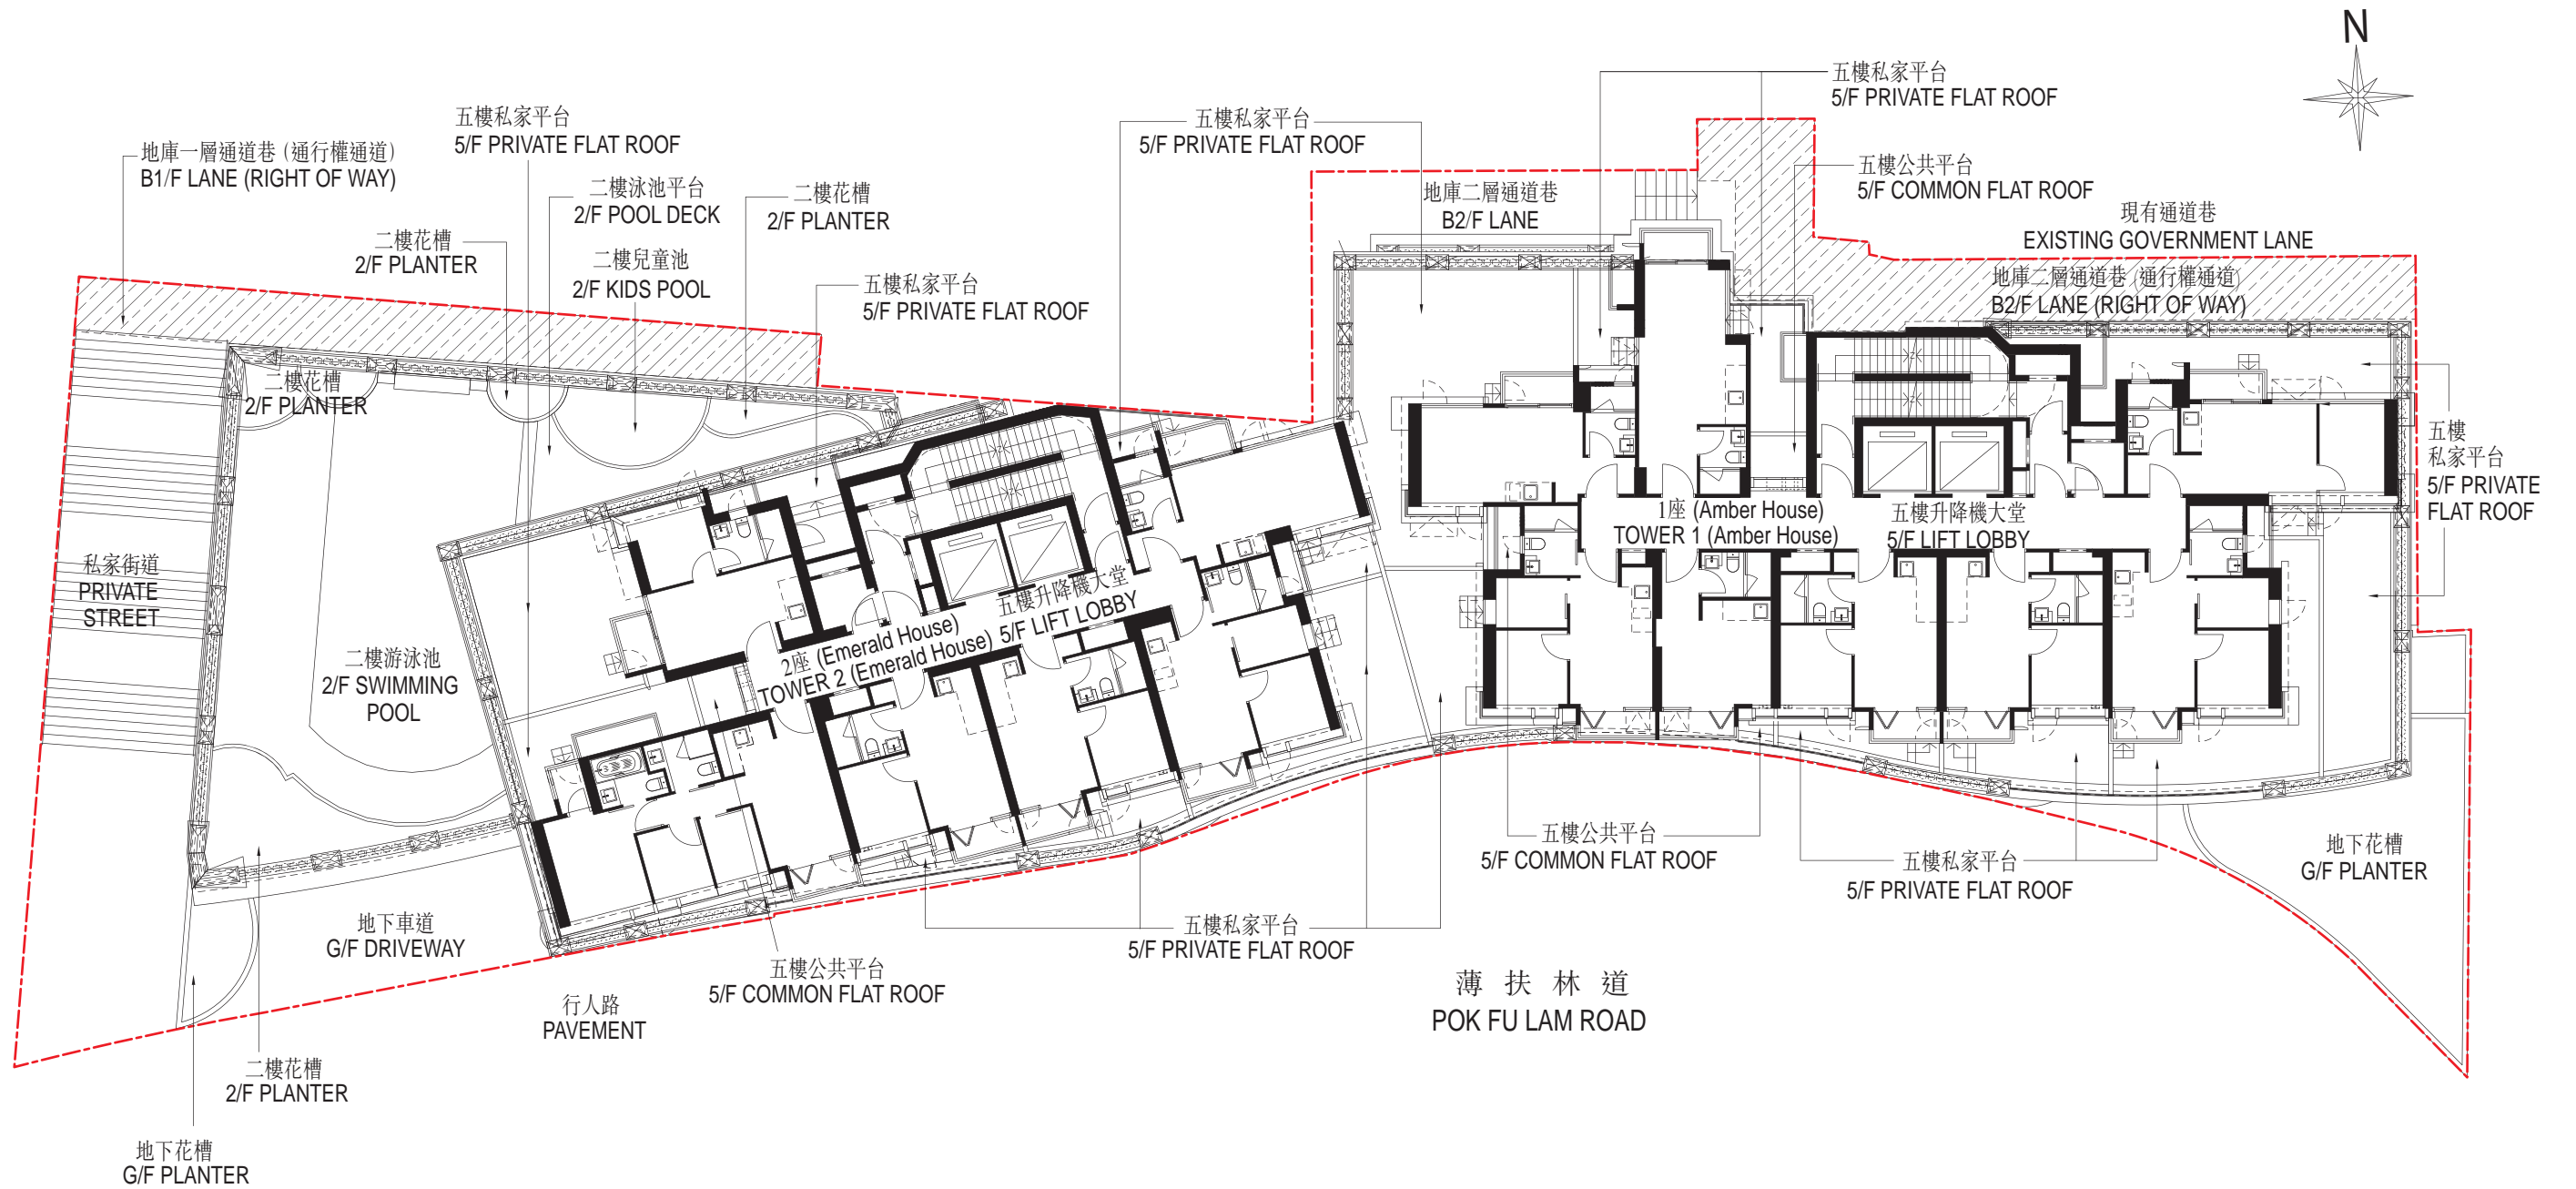 N
五樓私家平台
5/F PRIVATE FLAT ROOF
五樓私家平台
5/F PRIVATE FLAT ROOF
五樓私家平台
5/F PRIVATE FLAT ROOF
地庫一層通道巷 (通行權通道)
B1/F LANE (RIGHT OF WAY)
五樓公共平台
5/F COMMON FLAT ROOF
二樓泳池平台
2/F POOL DECK
二樓花槽
2/F PLANTER
地庫二層通道巷
B2/F LANE
現有通道巷
EXISTING GOVERNMENT LANE
二樓花槽
2/F PLANTER
二樓兒童池
2/F KIDS POOL
五樓私家平台
5/F PRIVATE FLAT ROOF
地庫二層通道巷 (通行權通道)
B2/F LANE (RIGHT OF WAY)
二樓花槽
2/F PLANTER
五樓
私家平台
5/F PRIVATE
FLAT ROOF
1座 (Amber House)
TOWER 1 (Amber House)
五樓升降機大堂
5/F LIFT LOBBY
私家街道
PRIVATE
STREET
五樓升降機大堂
5/F LIFT LOBBY
2座 (Emerald House)
TOWER 2 (Emerald House)
二樓游泳池
2/F SWIMMING
POOL
五樓公共平台
5/F COMMON FLAT ROOF
五樓私家平台
5/F PRIVATE FLAT ROOF
地下花槽
G/F PLANTER
地下車道
G/F DRIVEWAY
五樓私家平台
5/F PRIVATE FLAT ROOF
五樓公共平台
5/F COMMON FLAT ROOF
行人路
PAVEMENT
薄扶林道
POK FU LAM ROAD
二樓花槽
2/F PLANTER
地下花槽
G/F PLANTER